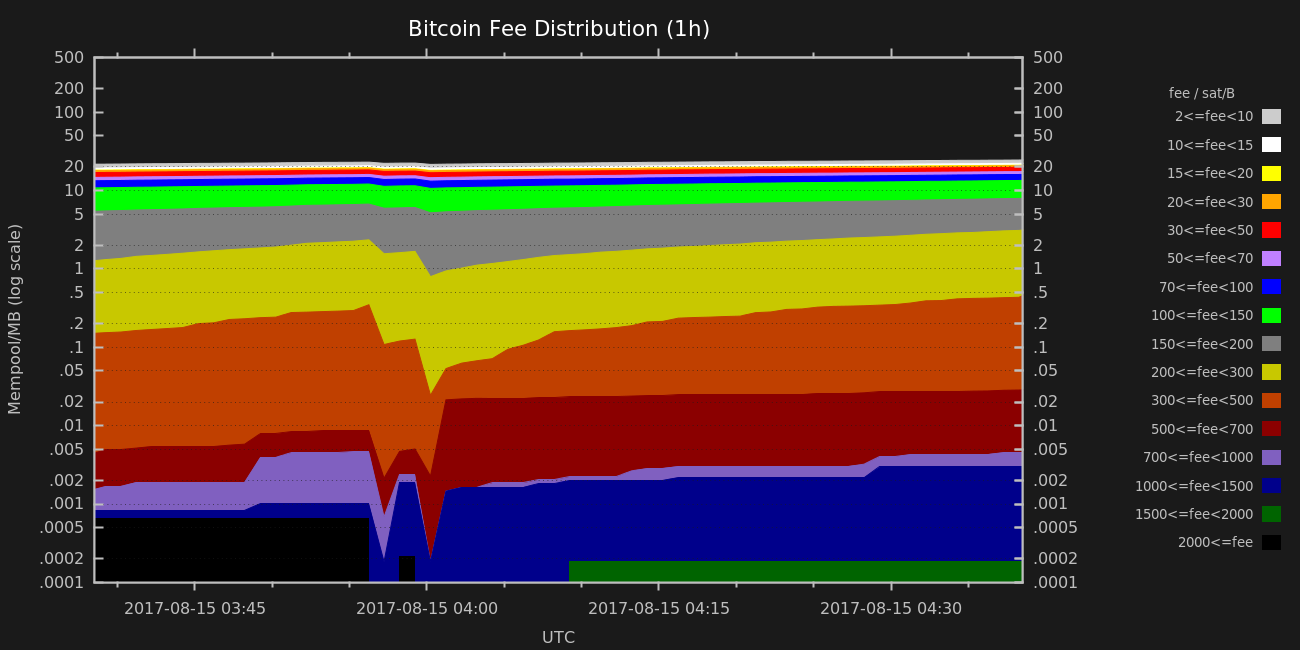 Bitcoin Fee Distribution (1h)
500 500
200 200
100 100
50 50
20 20
10 10
5 5
2 2
1 1
.5 .5
.2 .2
.1 .1
.05 .05
.02 .02
.01 .01
.005 .005
.002 .002
.001 .001
.0005 .0005
.0002 .0002
.0001 .0001
Mempool/MB (log scale)
2017-08-15 03:45 2017-08-15 04:00 2017-08-15 04:15 2017-08-15 04:30
UTC
fee / sat/B
2<=fee<10
10<=fee<15
15<=fee<20
20<=fee<30
30<=fee<50
50<=fee<70
70<=fee<100
100<=fee<150
150<=fee<200
200<=fee<300
300<=fee<500
500<=fee<700
700<=fee<1000
1000<=fee<1500
1500<=fee<2000
2000<=fee